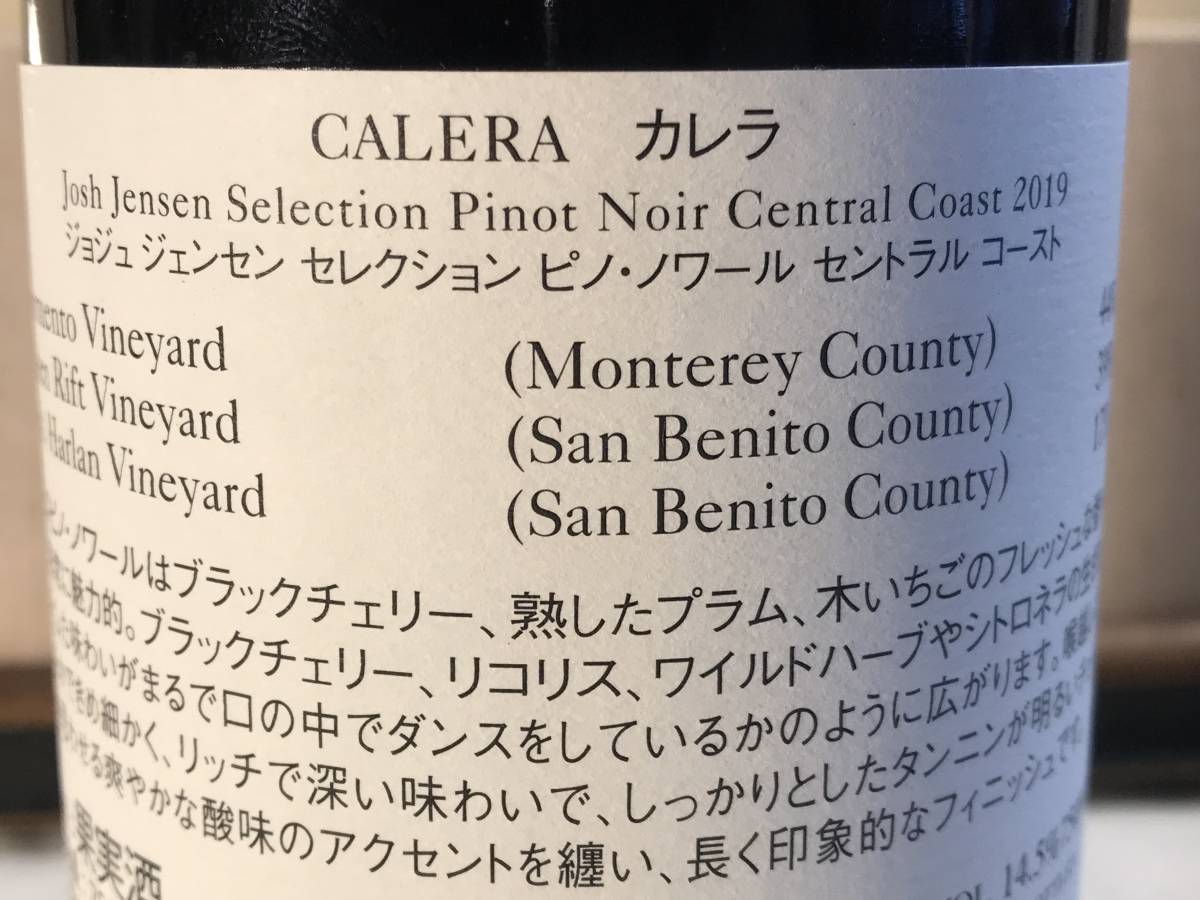 CALERA カレラ
Josh Jensen Selection Pinot Noir Central Coast 2019
ジョジュ ジェンセン セレクション ピノ・ノワール セントラル コースト
Vineyard (Monterey County)
Rift Vineyard (San Benito County)
Harlan Vineyard (San Benito County)
ピノ・ノワールはブラックチェリー、熟したプラム、木いちごのフレッシュな
に魅力的。ブラックチェリー、リコリス、ワイルドハーブやシトロネラの
味わいがまるで口の中でダンスをしているかのように広がります。
きめ細かく、リッチで深い味わいで、しっかりとしたタンニンが明るい
せる爽やかな酸味のアクセントを纏い、長く印象的なフィニッシュです。
果実酒 14.5%